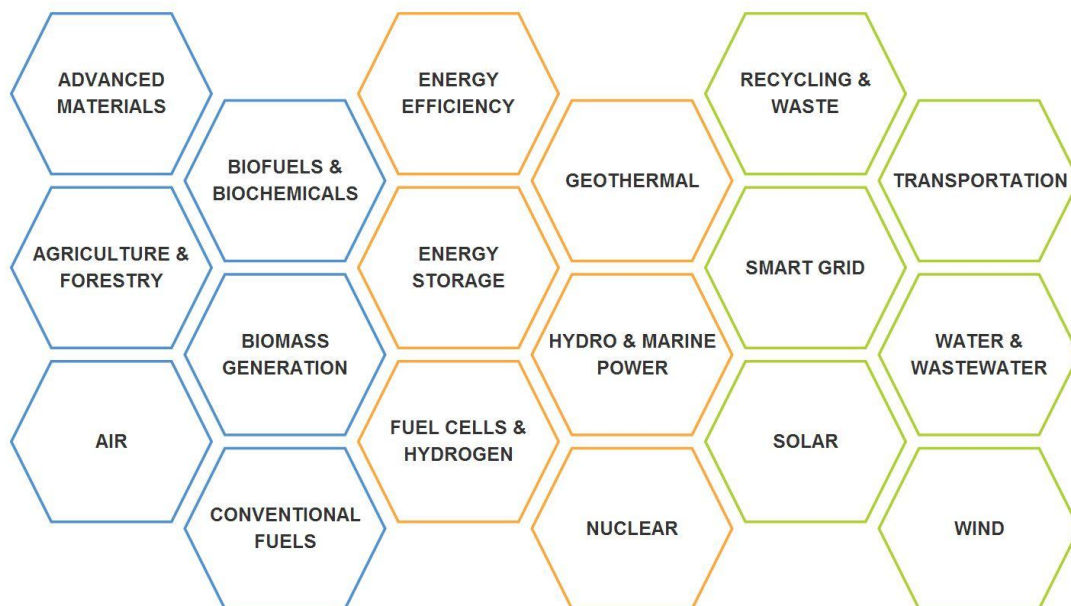 ADVANCED
MATERIALS
AGRICULTURE &
FORESTRY
AIR
BIOFUELS &
BIOCHEMICALS
BIOMASS
GENERATION
CONVENTIONAL
FUELS
ENERGY
EFFICIENCY
ENERGY
STORAGE
FUEL CELLS &
HYDROGEN
GEOTHERMAL
HYDRO & MARINE
POWER
NUCLEAR
RECYCLING &
WASTE
SMART GRID
SOLAR
TRANSPORTATION
WATER &
WASTEWATER
WIND